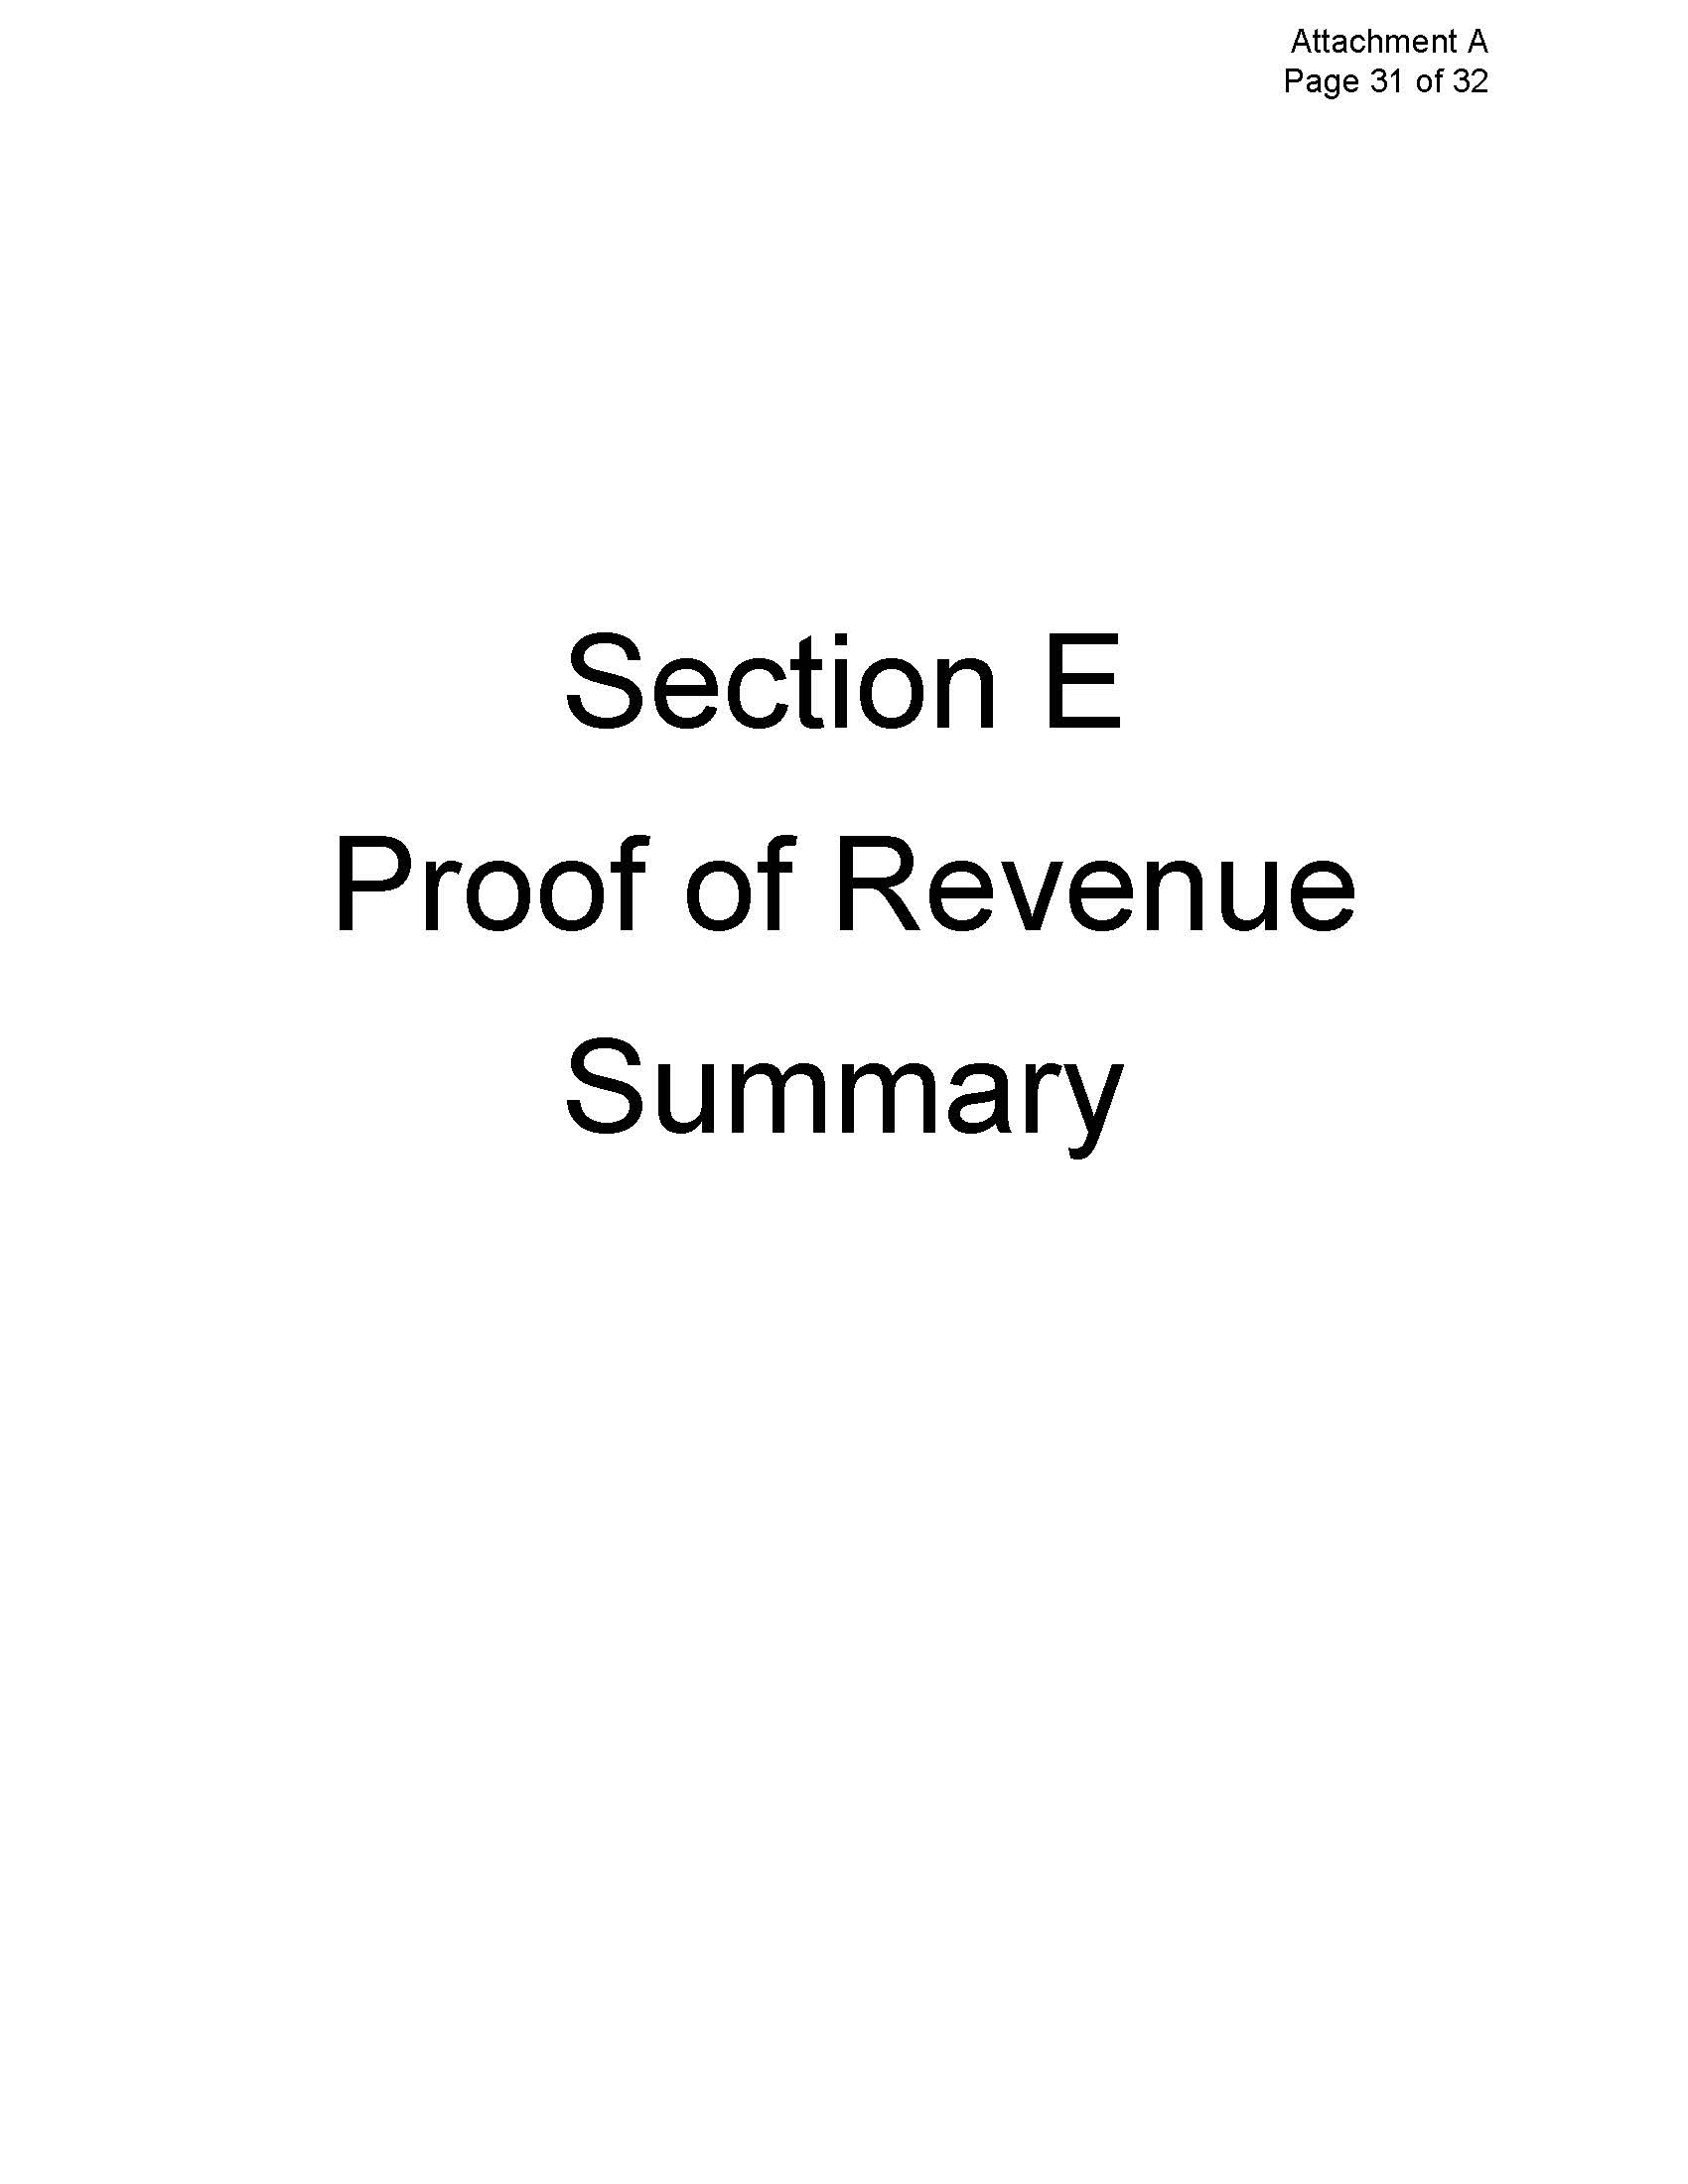 Attachment A
Page 31 of 32
Section E
Proof of Revenue
Summary